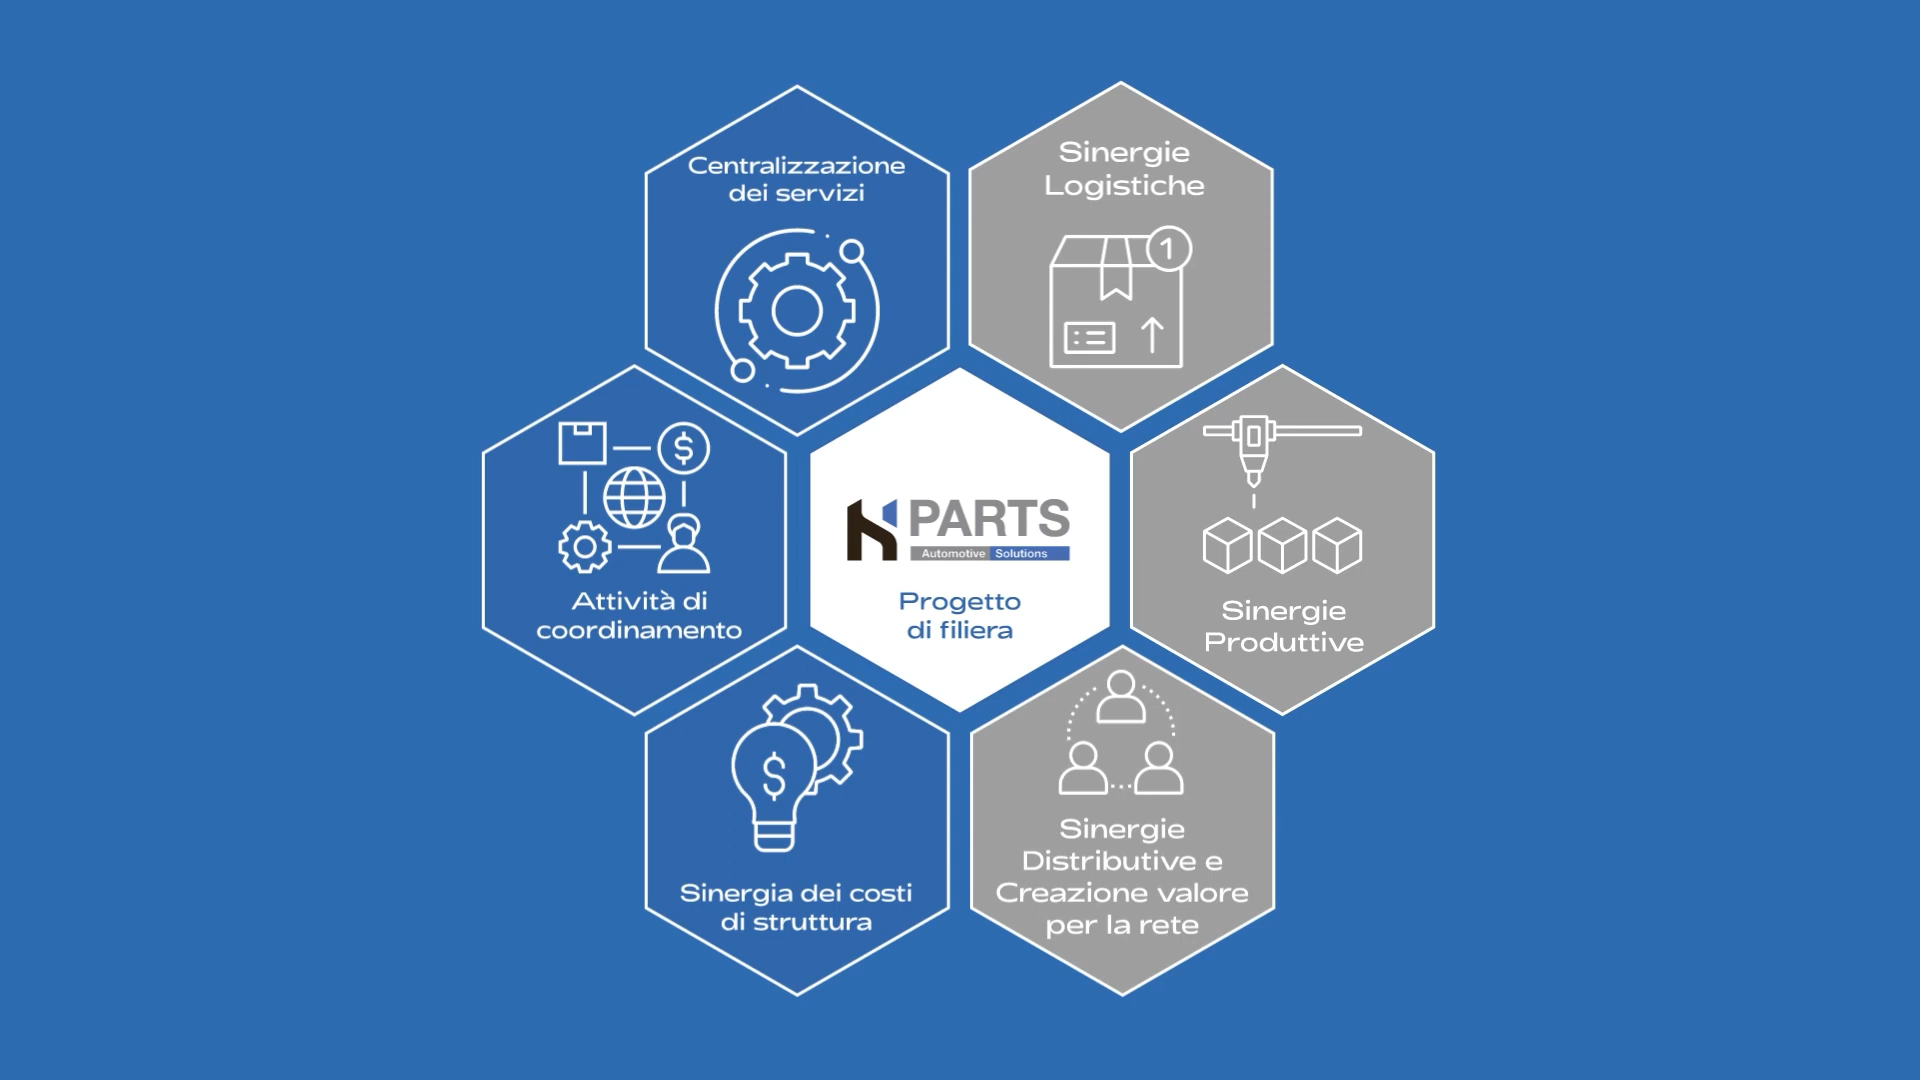 Centralizzazione
dei servizi
Sinergie
Logistiche
1
$
Attività di
coordinamento
PARTS
Automotive Solutions
Progetto
di filiera
Sinergie
Produttive
$
Sinergia dei costi
di struttura
Sinergie
Distributive e
Creazione valore
per la rete